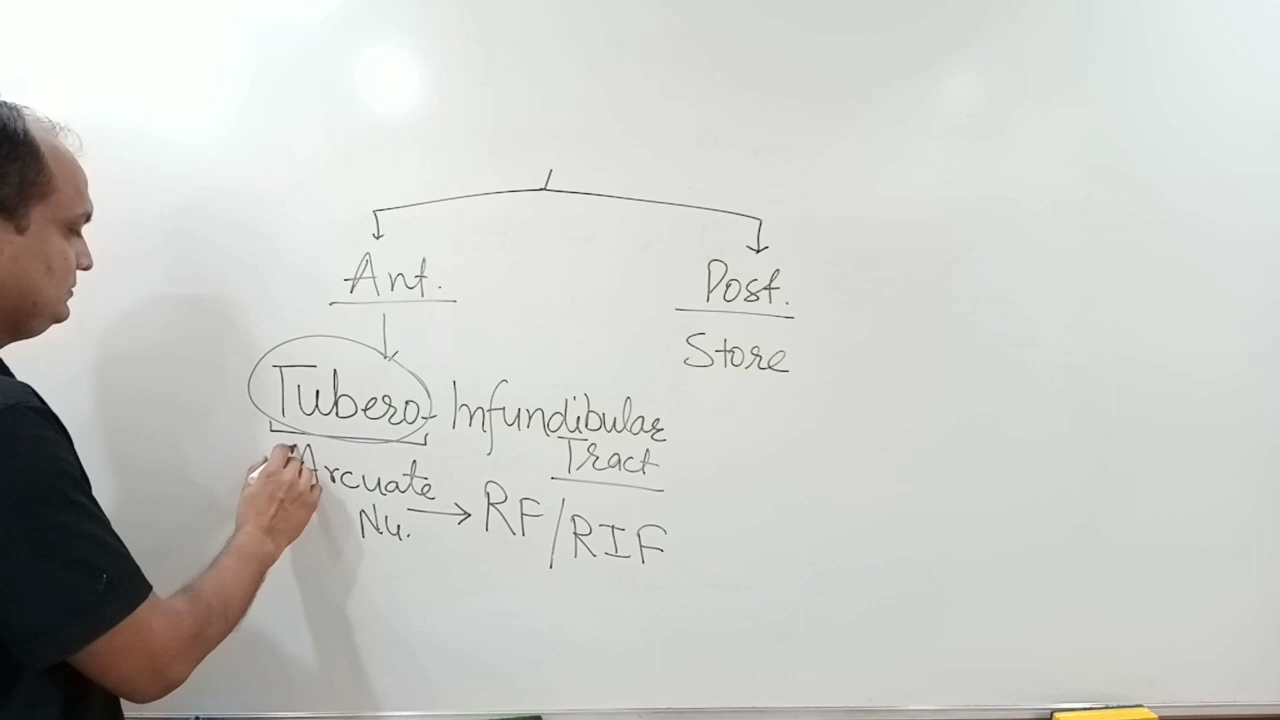 Ant.
Post.
Store
Tubero- Infundibular
Tract
Arcuate
Nu. → RF/RIF